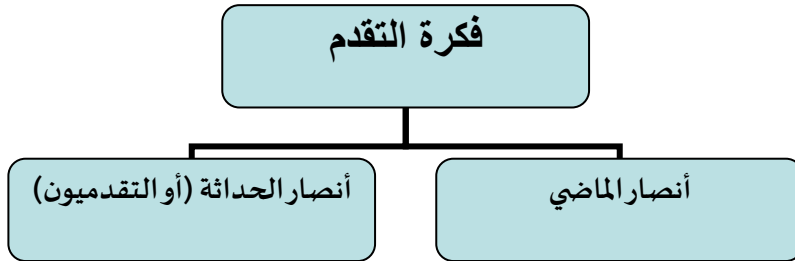 فكرة التقدم
أنصار الماضي
أنصار الحداثة (أو التقدميون)